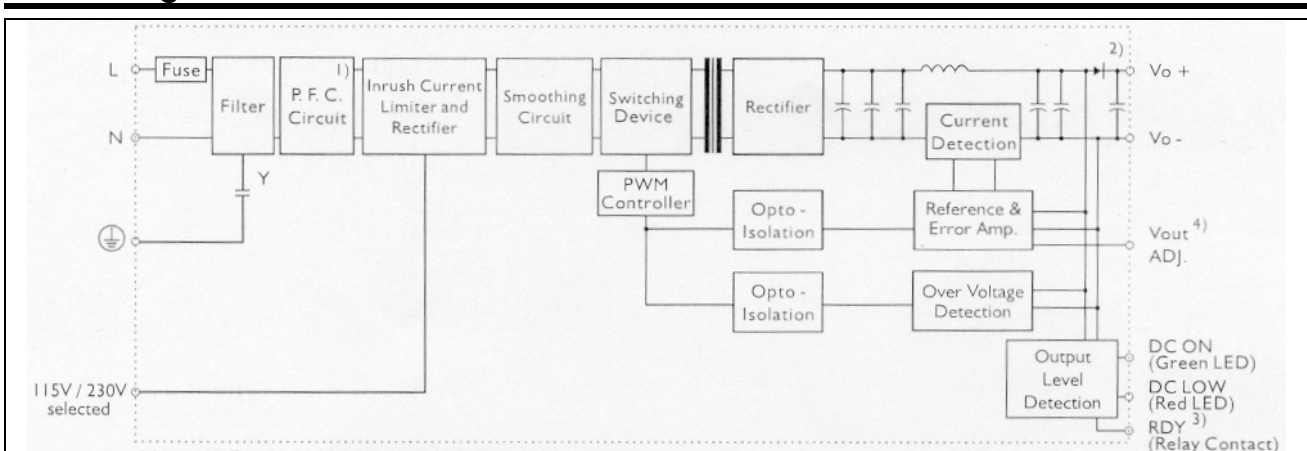 L
Fuse
Filter
P. F. C.
Circuit
1)
Inrush Current
Limiter and
Rectifier
Smoothing
Circuit
Switching
Device
Rectifier
2)
Vo +
N
Current
Detection
Vo -
Y
PWM
Controller
Opto -
Isolation
Reference &
Error Amp.
Vout 4)
ADJ.
Opto -
Isolation
Over Voltage
Detection
115V / 230V
selected
Output
Level
Detection
DC ON
(Green LED)
DC LOW
(Red LED)
RDY 3)
(Relay Contact)